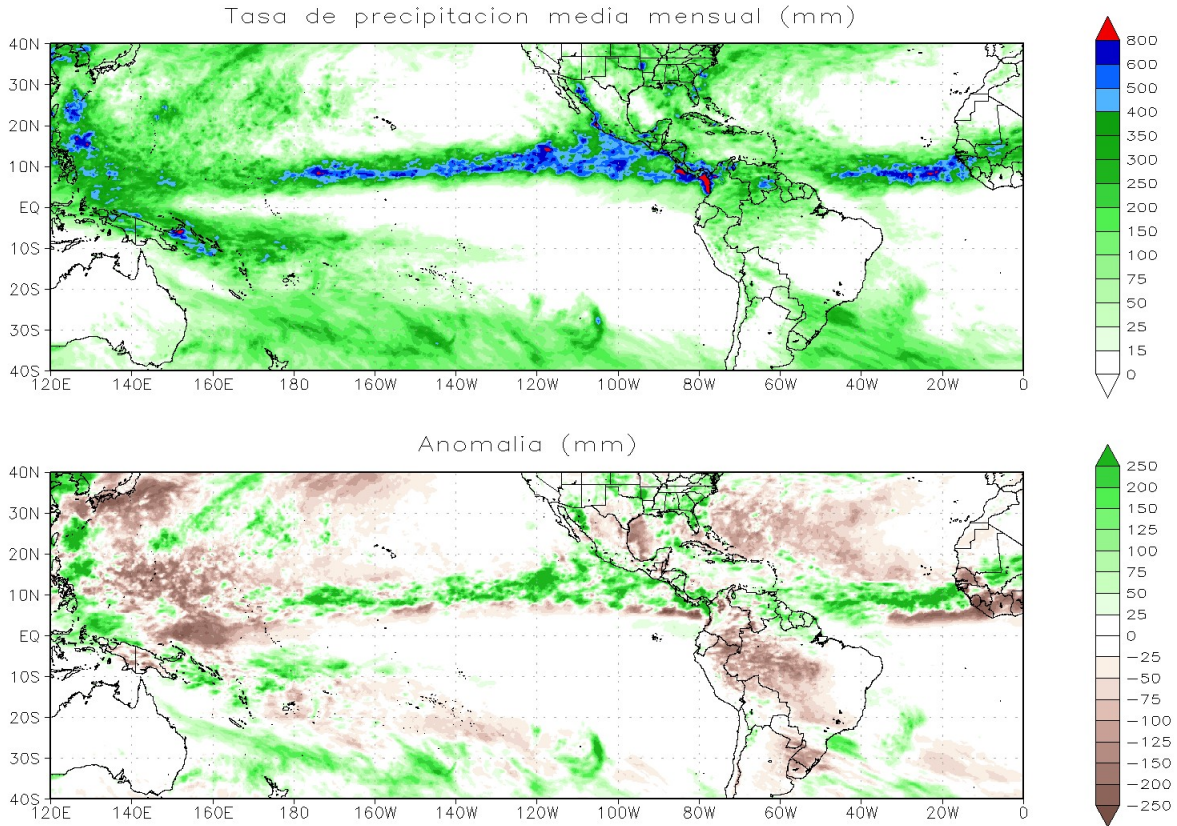 Tasa de precipitacion media mensual (mm)
40N
30N
20N
10N
EQ
10S
20S
30S
40S
120E 140E 160E 180 160W 140W 120W 100W 80W 60W 40W 20W 0
800
600
500
400
350
300
250
200
150
100
75
50
25
15
0
Anomalia (mm)
40N
30N
20N
10N
EQ
10S
20S
30S
40S
120E 140E 160E 180 160W 140W 120W 100W 80W 60W 40W 20W 0
250
200
150
125
100
75
50
25
0
-25
-50
-75
-100
-125
-150
-200
-250